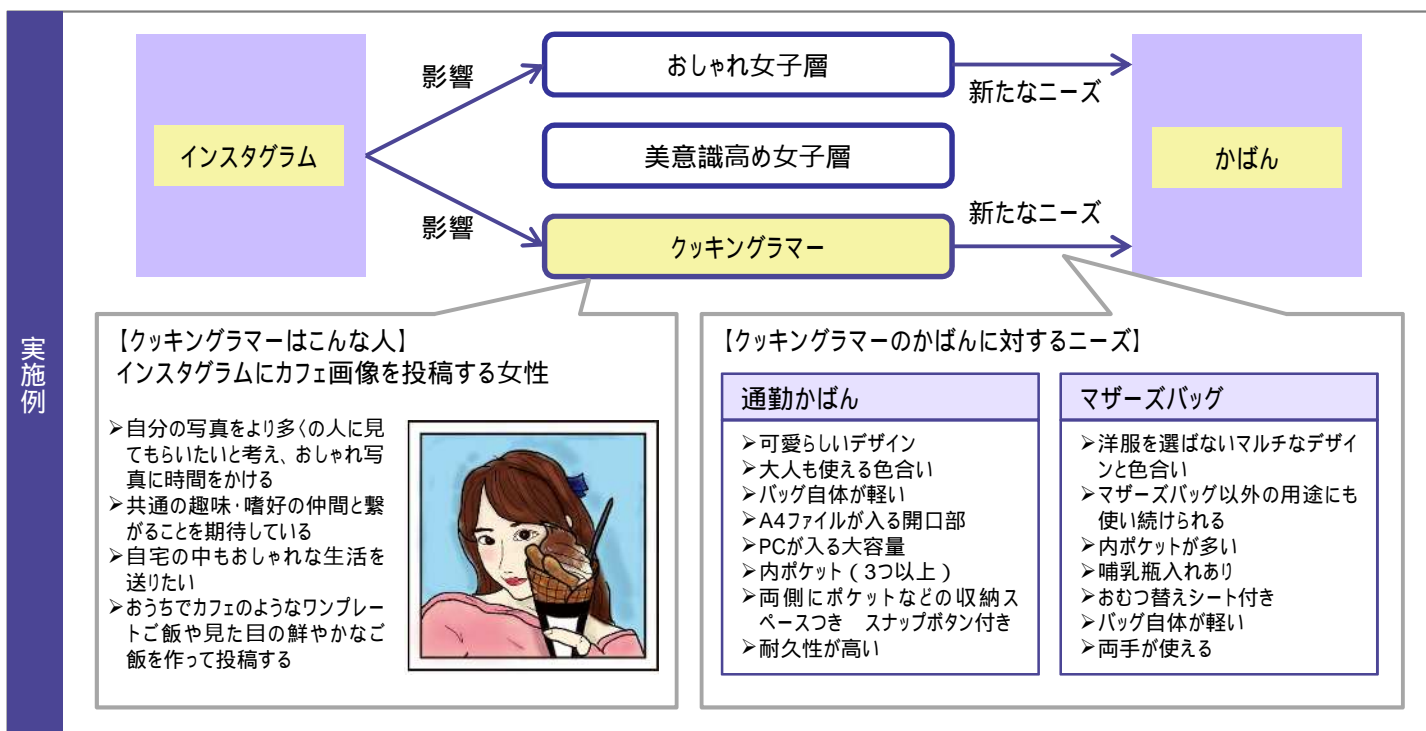 実施例
インスタグラム
影響
影響
おしゃれ女子層
美意識高め女子層
クッキングラマー
新たなニーズ
新たなニーズ
かばん
【クッキングラマーはこんな人】
インスタグラムにカフェ画像を投稿する女性
➢自分の写真をより多くの人に見
てもらいたいと考え、おしゃれ写
真に時間をかける
➢共通の趣味・嗜好の仲間と繋
がることを期待している
➢自宅の中もおしゃれな生活を
送りたい
➢おうちでカフェのようなワンプレー
トご飯や見た目の鮮やかなご
飯を作って投稿する
【クッキングラマーのかばんに対するニーズ】
通勤かばん
➢可愛らしいデザイン
➢大人も使える色合い
➢バッグ自体が軽い
➢A4ファイルが入る開口部
➢PCが入る大容量
➢内ポケット（3つ以上）
➢両側にポケットなどの収納ス
ペースつき　スナップボタン付き
➢耐久性が高い
マザーズバッグ
➢洋服を選ばないマルチなデザイ
ンと色合い
➢マザーズバッグ以外の用途にも
使い続けられる
➢内ポケットが多い
➢哺乳瓶入れあり
➢おむつ替えシート付き
➢バッグ自体が軽い
➢両手が使える